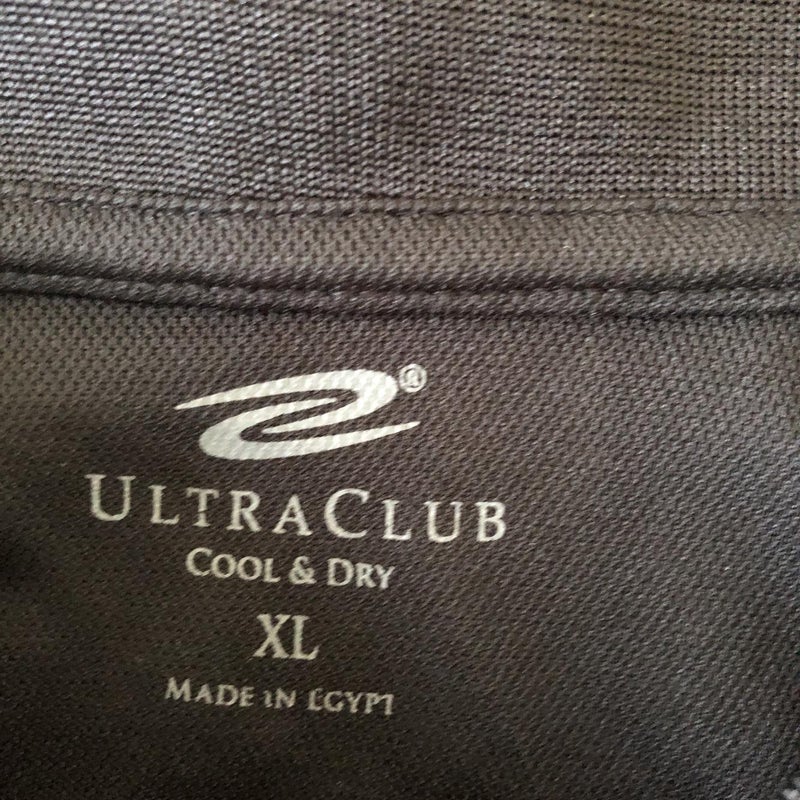 ®
ULTRACLUB
COOL & DRY
XL
MADE IN EGYPT